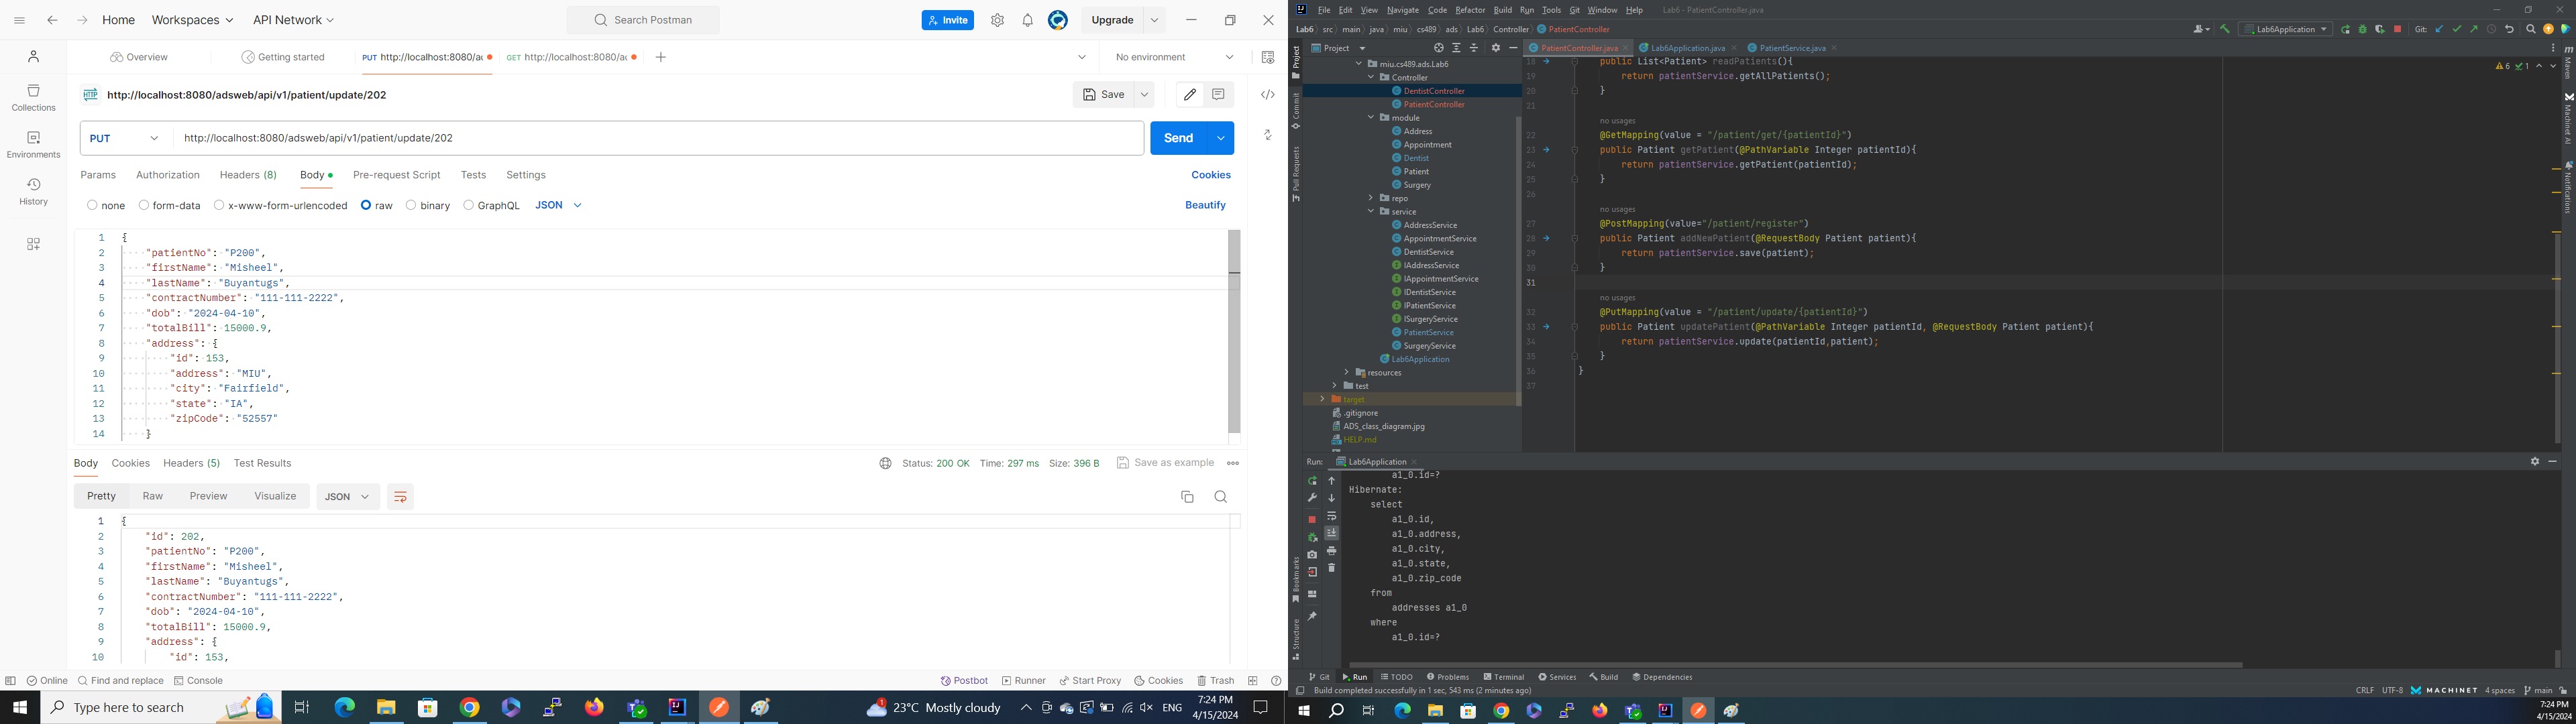 Home
Workspaces
API Network
Search Postman
Invite
Upgrade
Overview
Getting started
PUT http://localhost:8080/ac
GET http://localhost:8080/ac
No environment
Collections
Environments
History
HTTP
http://localhost:8080/adsweb/api/v1/patient/update/202
Save
PUT
http://localhost:8080/adsweb/api/v1/patient/update/202
Send
Params
Authorization
Headers (8)
Body
Pre-request Script
Tests
Settings
Cookies
none
form-data
x-www-form-urlencoded
raw
binary
GraphQL
JSON
Beautify
1 {
2 "patientNo": "P200",
3 "firstName": "Misheel",
4 "lastName": "Buyantugs",
5 "contractNumber": "111-111-2222",
6 "dob": "2024-04-10",
7 "totalBill": 15000.9,
8 "address": {
9 "id": 153,
10 "address": "MIU",
11 "city": "Fairfield",
12 "state": "IA",
13 "zipCode": "52557"
14 }
Body
Cookies
Headers (5)
Test Results
Status: 200 OK
Time: 297 ms
Size: 396 B
Save as example
Pretty
Raw
Preview
Visualize
JSON
1 {
2 "id": 202,
3 "patientNo": "P200",
4 "firstName": "Misheel",
5 "lastName": "Buyantugs",
6 "contractNumber": "111-111-2222",
7 "dob": "2024-04-10",
8 "totalBill": 15000.9,
9 "address": {
10 "id": 153,
Online
Find and replace
Console
Postbot
Runner
Start Proxy
Cookies
Trash
Type here to search
23°C Mostly cloudy
ENG
7:24 PM
4/15/2024
File Edit View Navigate Code Refactor Build Run Tools Git Window Help
Lab6 - PatientController.java
Lab6 src main java miu cs489 ads Lab6 Controller PatientController
Lab6Application
Git:
Project
PatientController.java
Lab6Application.java
PatientService.java
miu.cs489.ads.Lab6
Controller
DentistController
PatientController
module
Address
Appointment
Dentist
Patient
Surgery
repo
service
AddressService
AppointmentService
DentistService
IAddressService
IAppointmentService
IDentistService
IPatientService
ISurgeryService
PatientService
SurgeryService
Lab6Application
resources
test
target
.gitignore
ADS_class_diagram.jpg
HELP.md
Project
Commit
Pull Requests
Bookmarks
Structure
18 public List<Patient> readPatients(){
19 return patientService.getAllPatients();
20 }
21
no usages
22 @GetMapping(value = "/patient/get/{patientId}")
23 public Patient getPatient(@PathVariable Integer patientId){
24 return patientService.getPatient(patientId);
25 }
26
no usages
27 @PostMapping(value="/patient/register")
28 public Patient addNewPatient(@RequestBody Patient patient){
29 return patientService.save(patient);
30 }
31
no usages
32 @PutMapping(value = "/patient/update/{patientId}")
33 public Patient updatePatient(@PathVariable Integer patientId, @RequestBody Patient patient){
34 return patientService.update(patientId,patient);
35 }
36 }
37
6 1
Maven
Machinet AI
Notifications
Run:
Lab6Application
a1_0.id=?
Hibernate:
select
a1_0.id,
a1_0.address,
a1_0.city,
a1_0.state,
a1_0.zip_code
from
addresses a1_0
where
a1_0.id=?
Git
Run
TODO
Problems
Terminal
Services
Build
Dependencies
Build completed successfully in 1 sec, 543 ms (2 minutes ago)
CRLF UTF-8 MACHINET 4 spaces main
7:24 PM
4/15/2024